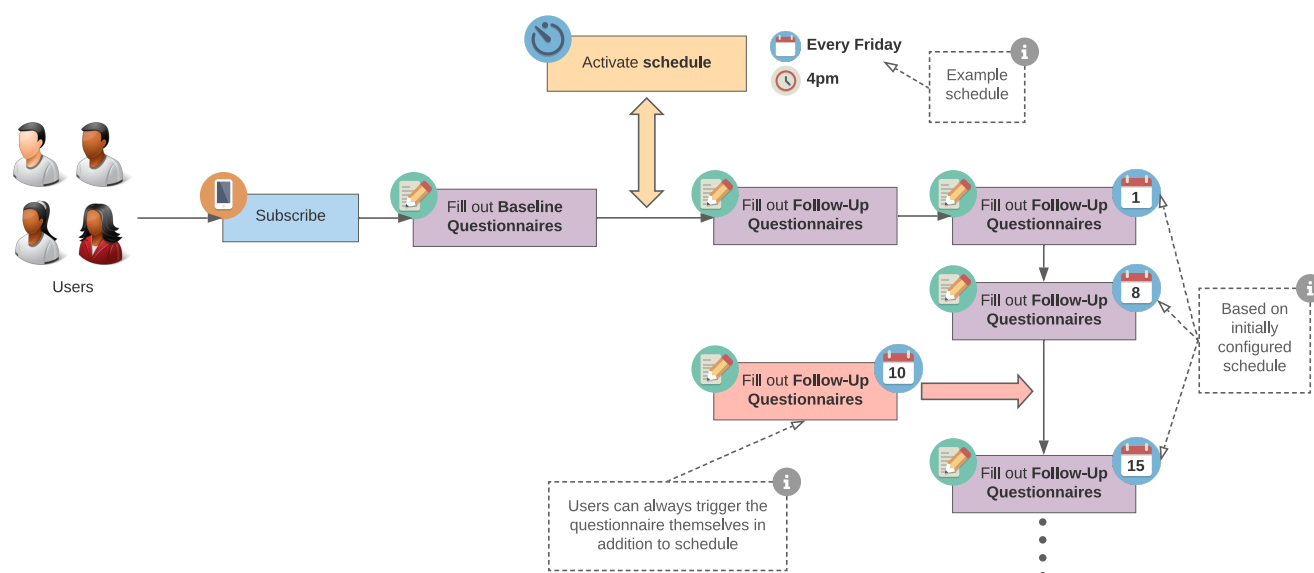 Activate schedule
Every Friday
4pm
i
Example
schedule
Users
Subscribe
Fill out Baseline
Questionnaires
Fill out Follow-Up
Questionnaires
Fill out Follow-Up
Questionnaires
1
Fill out Follow-Up
Questionnaires
8
i
Based on
initially
configured
schedule
Fill out Follow-Up
Questionnaires
10
Fill out Follow-Up
Questionnaires
15
i
Users can always trigger the
questionnaire themselves in
addition to schedule